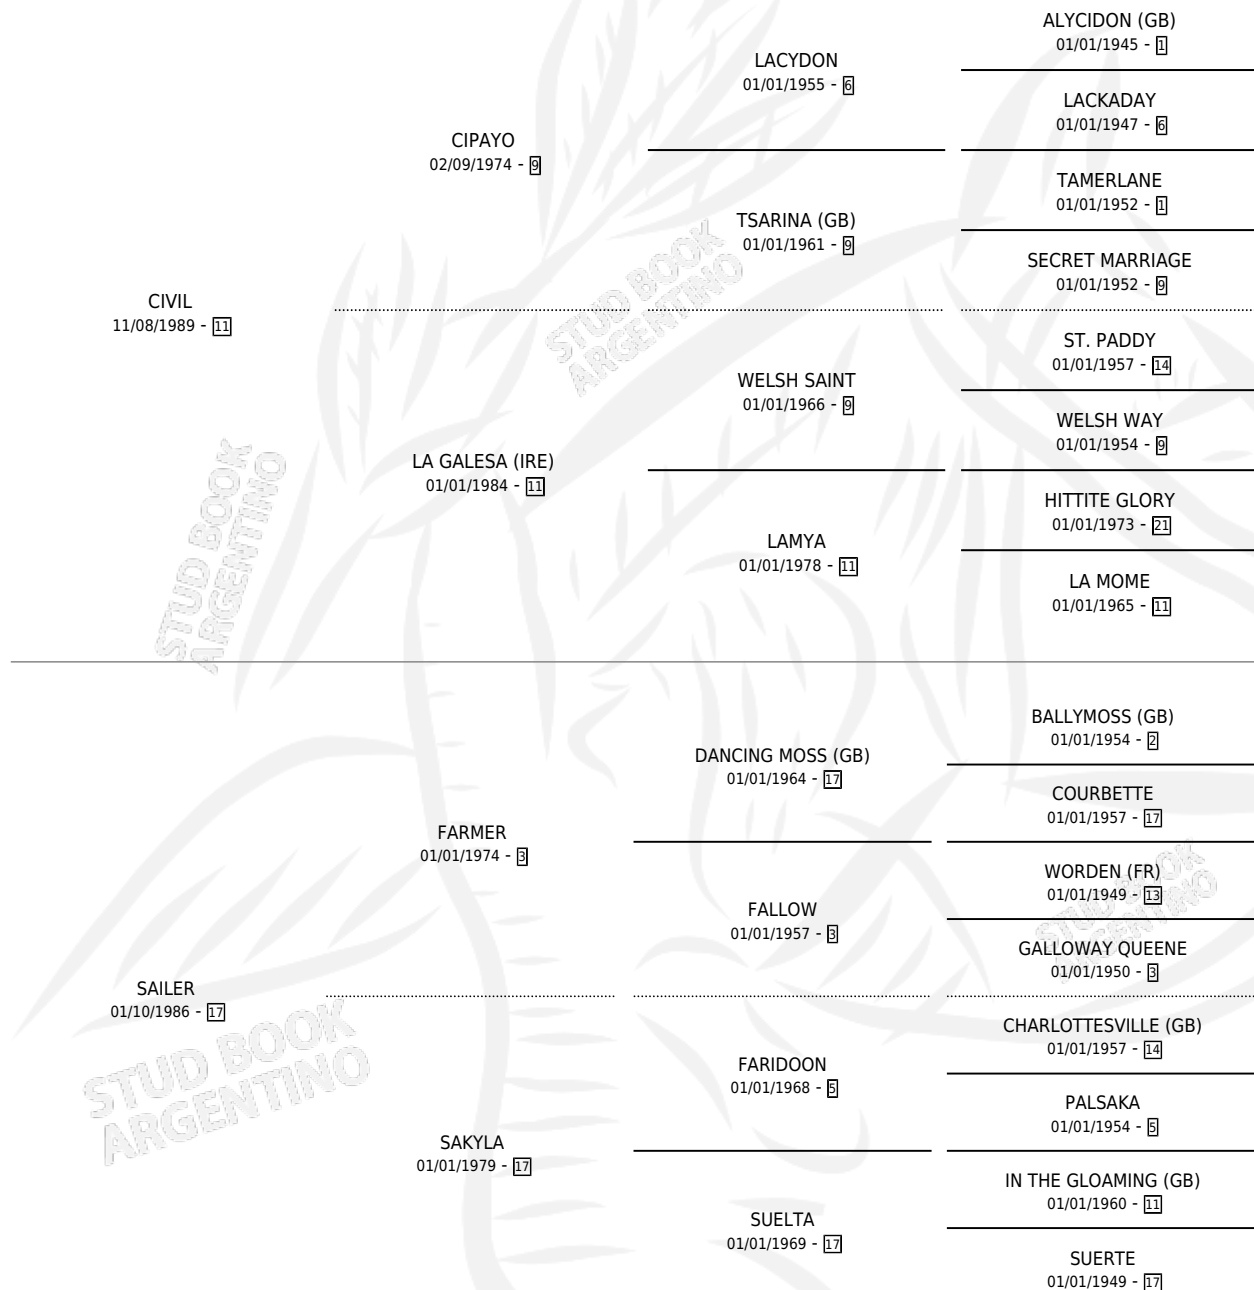 ALYCIDON (GB)
01/01/1945 - 1
LACYDON
01/01/1955 - 6
LACKADAY
01/01/1947 - 6
CIPAYO
02/09/1974 - 9
TAMERLANE
01/01/1952 - 1
TSARINA (GB)
01/01/1961 - 9
SECRET MARRIAGE
01/01/1952 - 9
CIVIL
11/08/1989 - 11
ST. PADDY
01/01/1957 - 14
WELSH SAINT
01/01/1966 - 9
WELSH WAY
01/01/1954 - 9
LA GALESA (IRE)
01/01/1984 - 11
HITTITE GLORY
01/01/1973 - 21
LAMYA
01/01/1978 - 11
LA MOME
01/01/1965 - 11
STUD BOOK
ARGENTINO
STUD BOOK
ARGENTINO
BALLYMOSS (GB)
01/01/1954 - 2
DANCING MOSS (GB)
01/01/1964 - 17
COURBETTE
01/01/1957 - 17
FARMER
01/01/1974 - 3
WORDEN (FR)
01/01/1949 - 13
FALLOW
01/01/1957 - 3
GALLOWAY QUEENE
01/01/1950 - 3
SAILER
01/10/1986 - 17
CHARLOTTESVILLE (GB)
01/01/1957 - 14
FARIDOON
01/01/1968 - 5
PALSAKA
01/01/1954 - 5
SAKYLA
01/01/1979 - 17
IN THE GLOAMING (GB)
01/01/1960 - 11
SUELTA
01/01/1969 - 17
SUERTE
01/01/1949 - 17
STUD BOOK
ARGENTINO
STUD BOOK
ARGENTINO